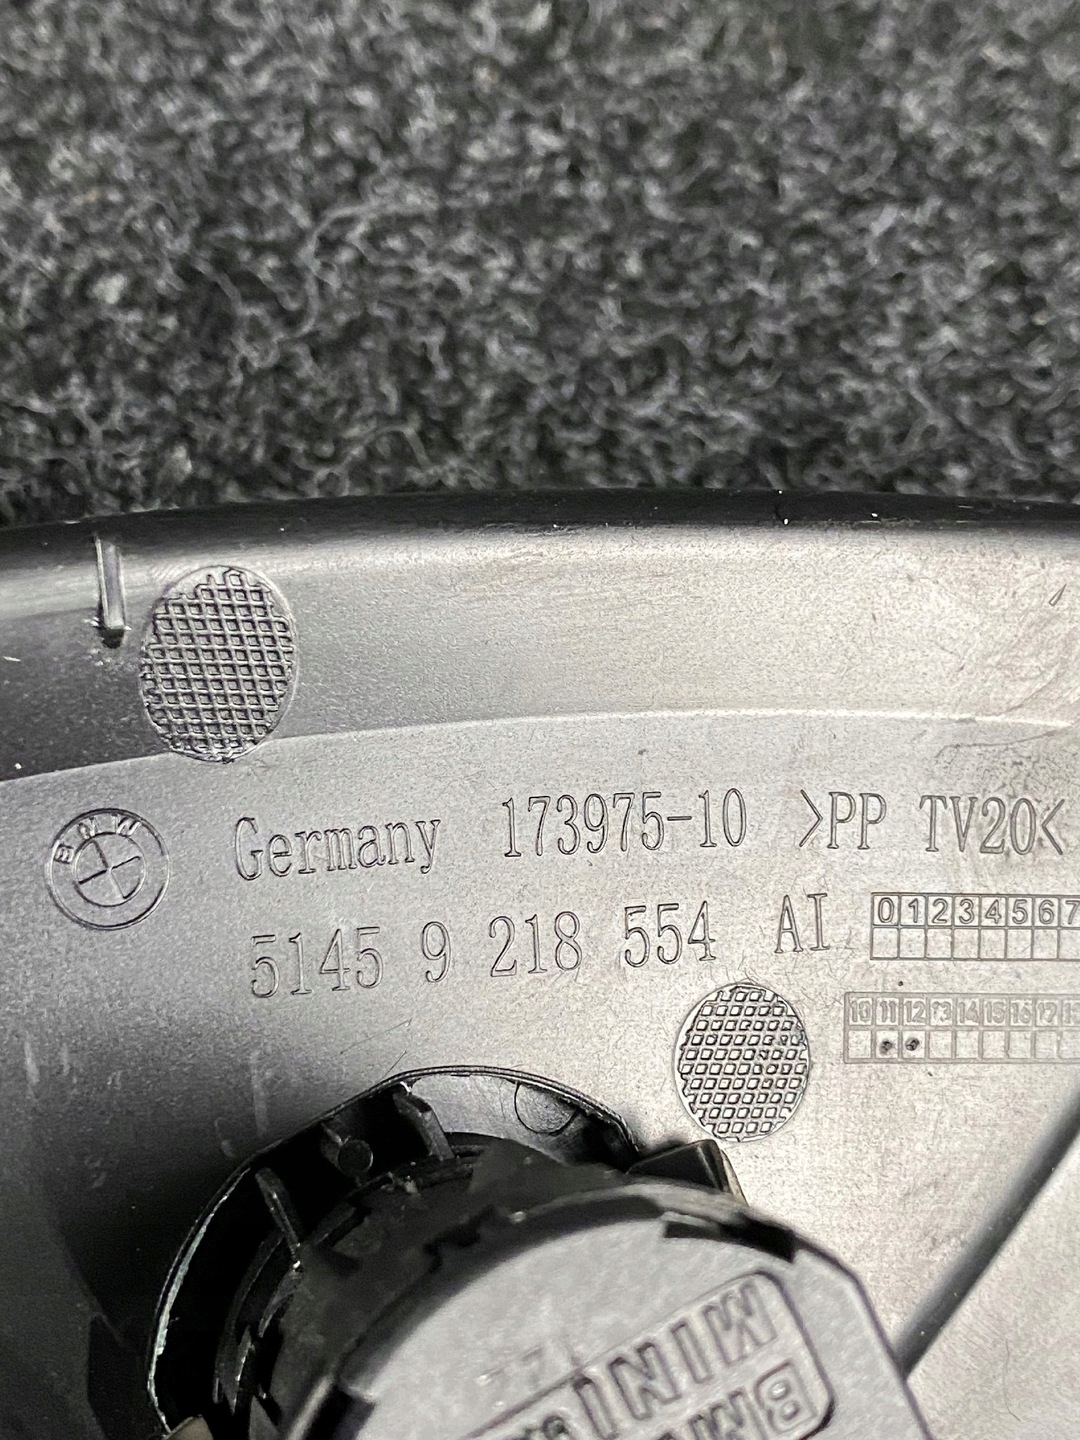 BMW Germany 173975-10 >PP TV20<
5145 9 218 554 AI
0 1 2 3 4 5 6 7
10 11 12 13 14 15 16 17
MINI
BMW